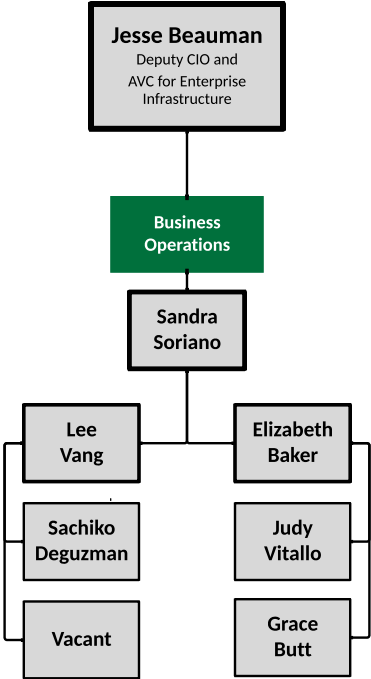 Jesse Beauman
Deputy CIO and
AVC for Enterprise
Infrastructure
Business
Operations
Sandra
Soriano
Lee
Vang
Elizabeth
Baker
Sachiko
Deguzman
Judy
Vitallo
Vacant
Grace
Butt